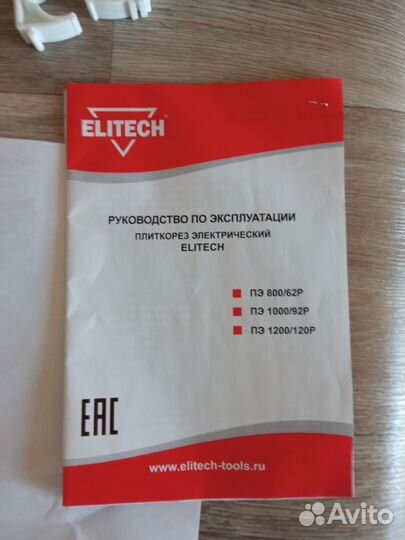 ELITECH®
РУКОВОДСТВО ПО ЭКСПЛУАТАЦИИ
ПЛИТКОРЕЗ ЭЛЕКТРИЧЕСКИЙ
ELITECH
ПЭ 800/62Р
ПЭ 1000/92Р
ПЭ 1200/120Р
ЕАС
www.elitech-tools.ru
Avito